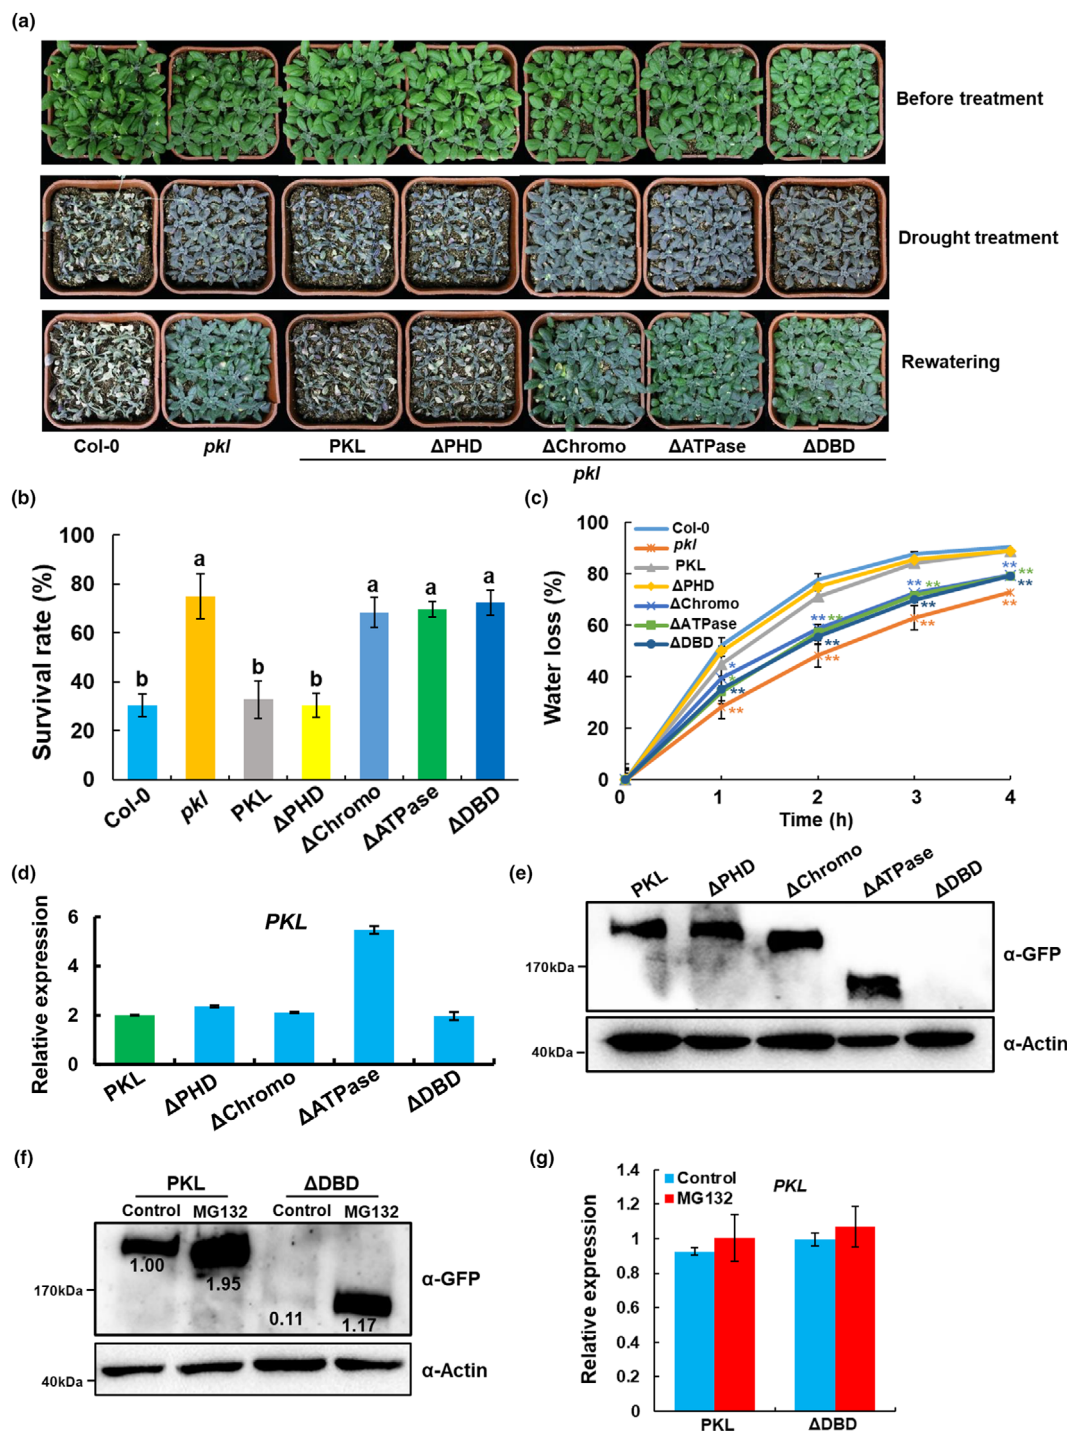 (a)
Before treatment
Drought treatment
Rewatering
Col-0 pkl PKL ΔPHD ΔChromo ΔATPase ΔDBD
pkl
(b)
Survival rate (%)
100
80
60
40
20
0
b a b b a a a
Col-0 pkl PKL ΔPHD ΔChromo ΔATPase ΔDBD
(c)
Water loss (%)
100
80
60
40
20
0
Col-0
pkl
PKL
ΔPHD
ΔChromo
ΔATPase
ΔDBD
* * ** **
** ** ** **
** ** ** **
** ** **
0 1 2 3 4
Time (h)
(d)
Relative expression
PKL
6
4
2
0
PKL ΔPHD ΔChromo ΔATPase ΔDBD
(e)
PKL ΔPHD ΔChromo ΔATPase ΔDBD
170kDa
α-GFP
40kDa
α-Actin
(f)
PKL ΔDBD
Control MG132 Control MG132
1.00 1.95 0.11 1.17
170kDa
α-GFP
40kDa
α-Actin
(g)
Relative expression
1.4
1.2
1
0.8
0.6
0.4
0.2
0
Control
MG132
PKL
PKL ΔDBD